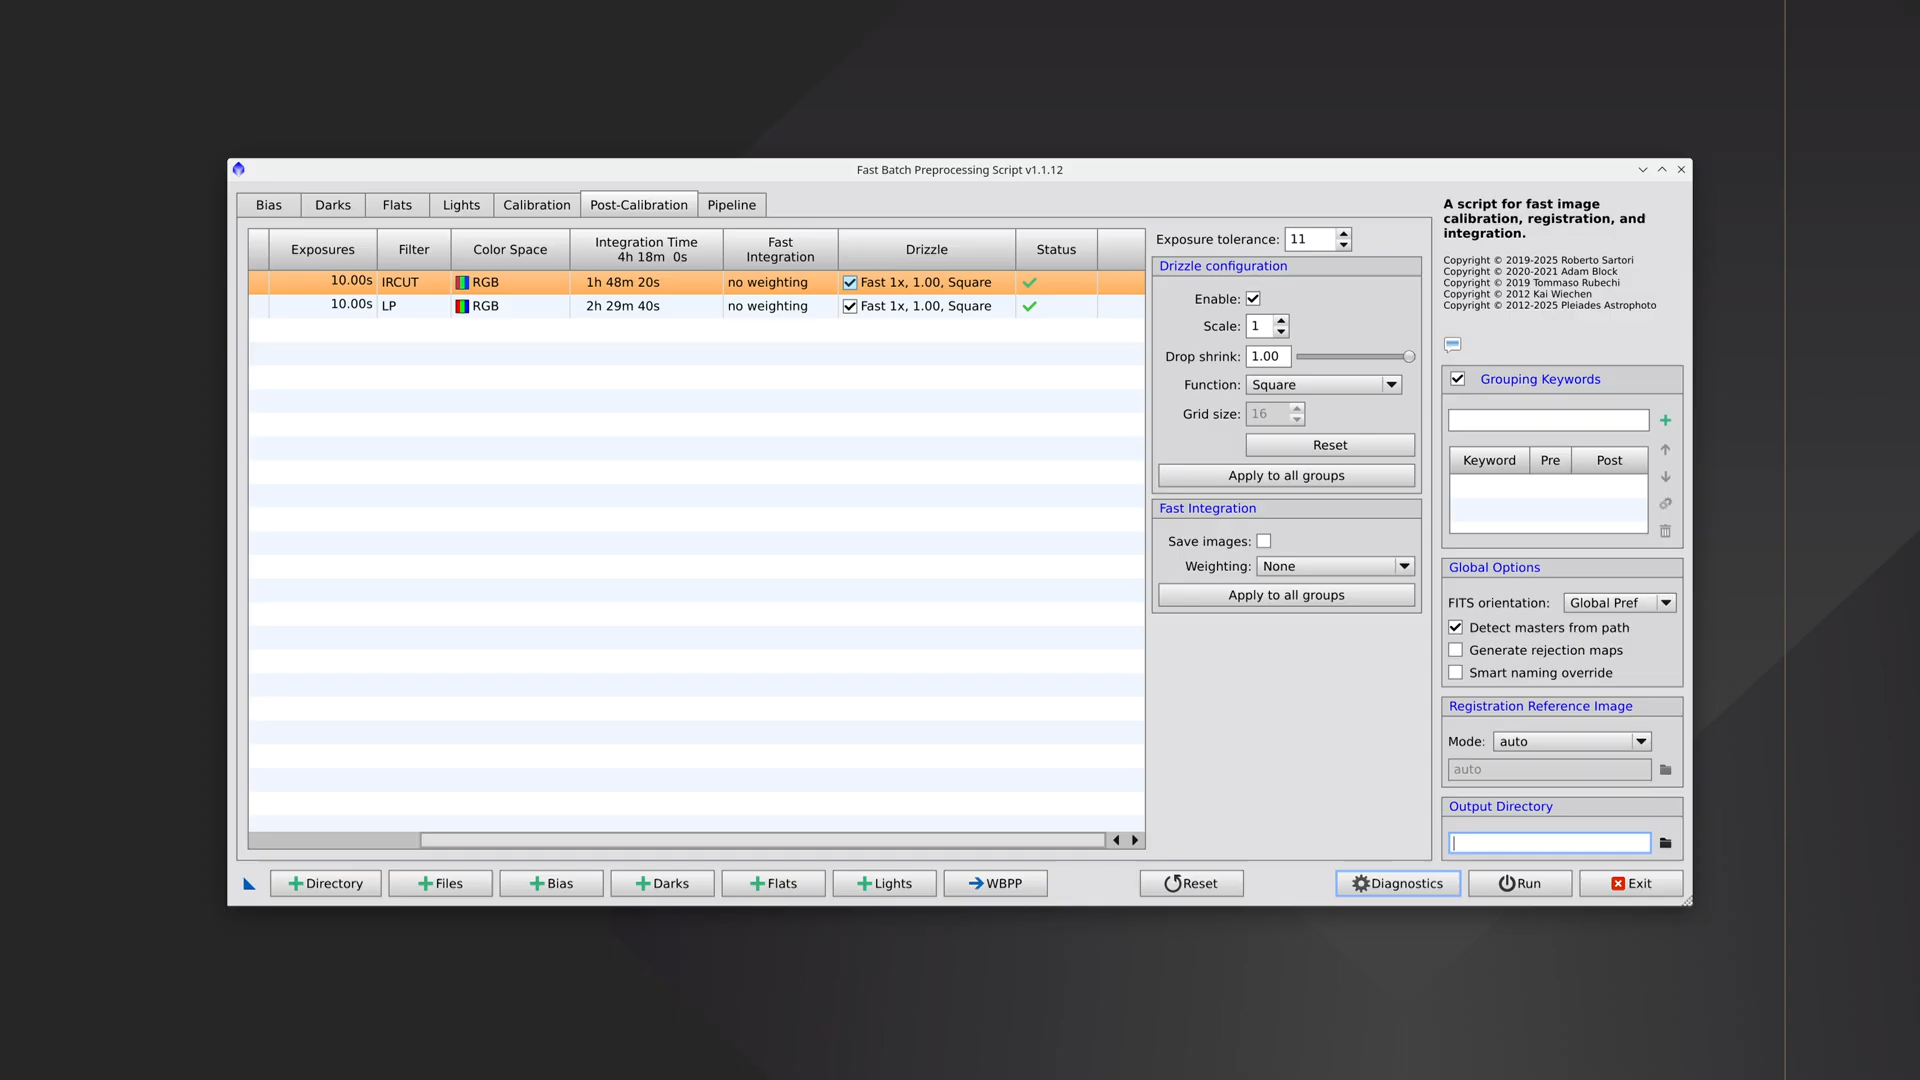 Fast Batch Preprocessing Script v1.1.12
Bias
Darks
Flats
Lights
Calibration
Post-Calibration
Pipeline
Exposures
Filter
Color Space
Integration Time
4h 18m 0s
Fast
Integration
Drizzle
Status
10.00s IRCUT RGB 1h 48m 20s no weighting Fast 1x, 1.00, Square
10.00s LP RGB 2h 29m 40s no weighting Fast 1x, 1.00, Square
Exposure tolerance: 11
Drizzle configuration
Enable:
Scale: 1
Drop shrink: 1.00
Function: Square
Grid size: 16
Reset
Apply to all groups
Fast Integration
Save images:
Weighting: None
Apply to all groups
A script for fast image
calibration, registration, and
integration.
Copyright © 2019-2025 Roberto Sartori
Copyright © 2020-2021 Adam Block
Copyright © 2019 Tommaso Rubechi
Copyright © 2012 Kai Wiechen
Copyright © 2012-2025 Pleiades Astrophoto
Grouping Keywords
Keyword Pre Post
Global Options
FITS orientation: Global Pref
Detect masters from path
Generate rejection maps
Smart naming override
Registration Reference Image
Mode: auto
auto
Output Directory
Directory
Files
Bias
Darks
Flats
Lights
WBPP
Reset
Diagnostics
Run
Exit